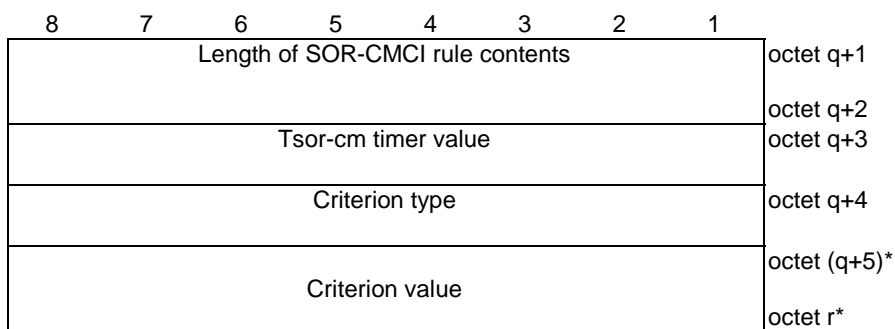 8 7 6 5 4 3 2 1
Length of SOR-CMCI rule contents octet q+1
octet q+2
Tsor-cm timer value octet q+3
Criterion type octet q+4
octet (q+5)*
Criterion value
octet r*